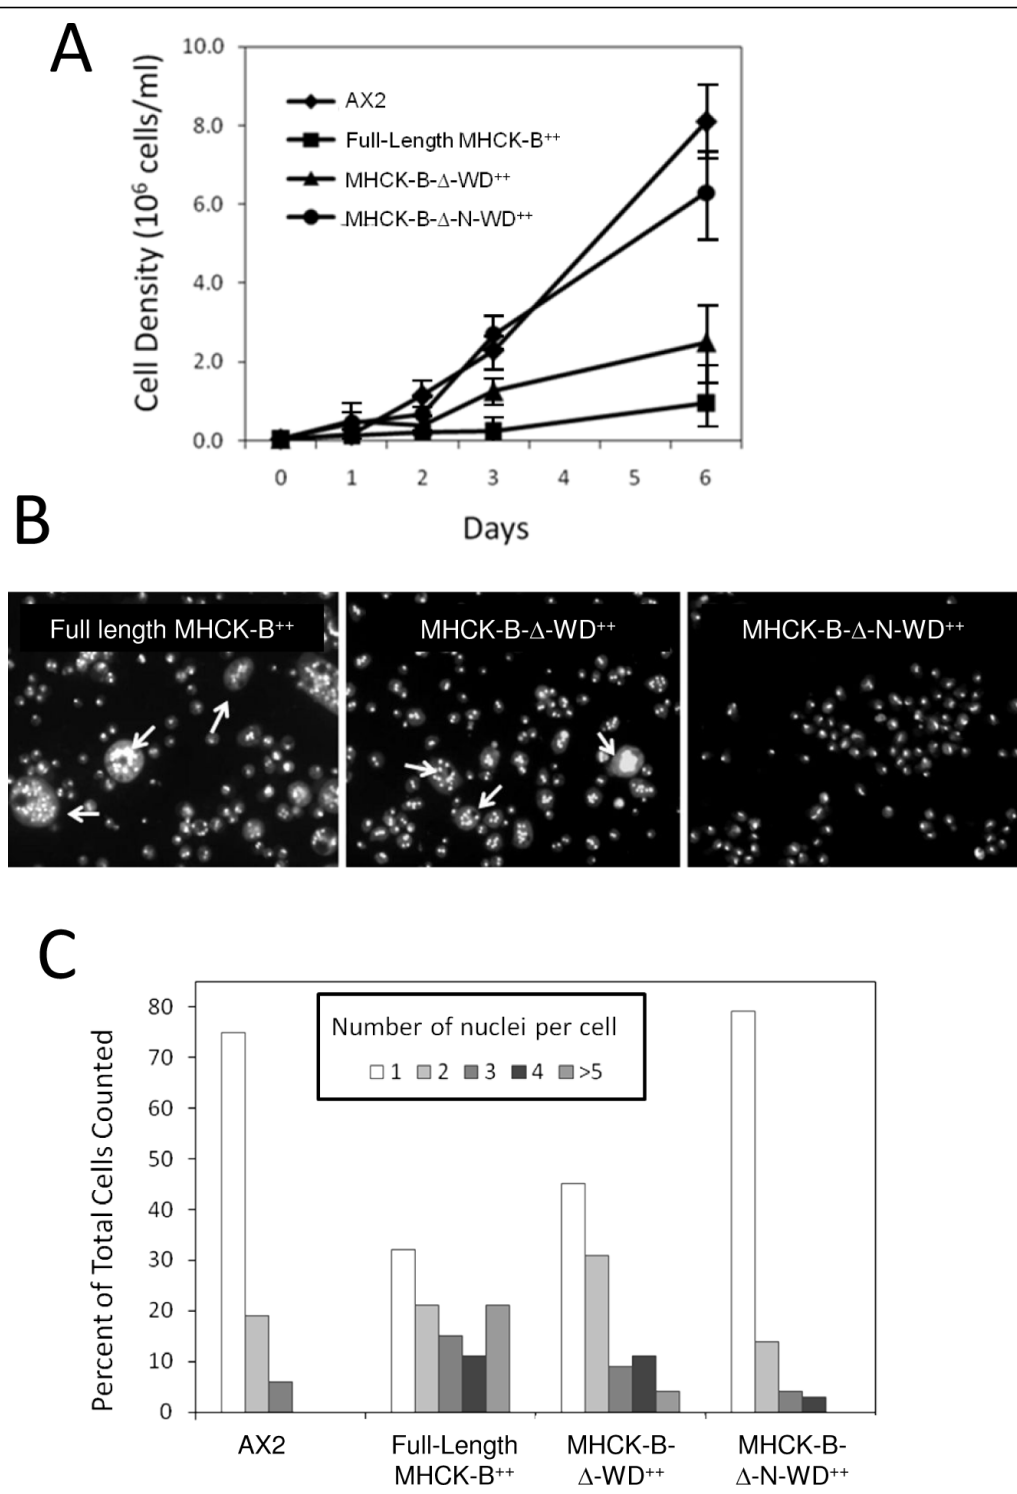 A
Cell Density (10⁶ cells/ml)
10.0
8.0
6.0
4.0
2.0
0.0
AX2
Full-Length MHCK-B⁺⁺
MHCK-B-Δ-WD⁺⁺
MHCK-B-Δ-N-WD⁺⁺
0 1 2 3 4 5 6
Days
B
Full length MHCK-B⁺⁺
MHCK-B-Δ-WD⁺⁺
MHCK-B-Δ-N-WD⁺⁺
C
Percent of Total Cells Counted
80
70
60
50
40
30
20
10
0
Number of nuclei per cell
1 2 3 4 >5
AX2
Full-Length
MHCK-B⁺⁺
MHCK-B-
Δ-WD⁺⁺
MHCK-B-
Δ-N-WD⁺⁺